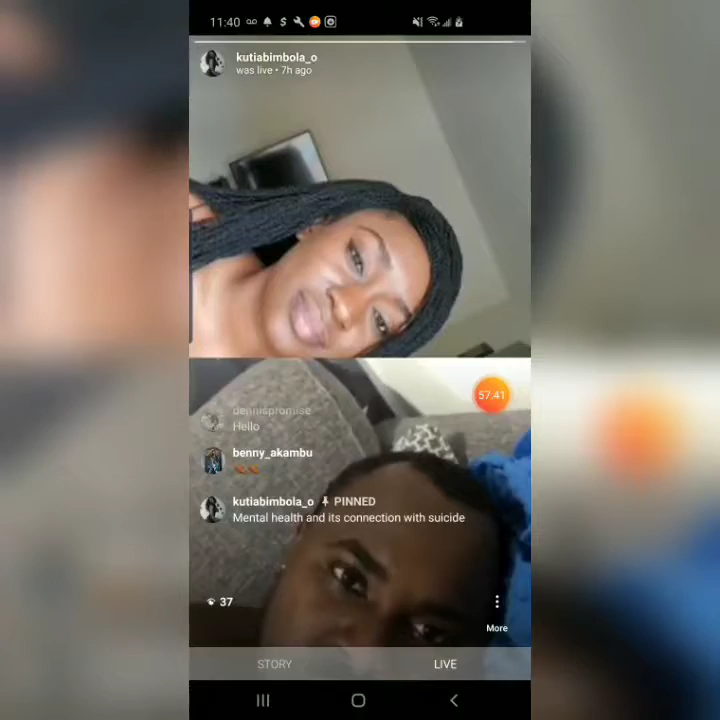 11:40
kutiabimbola_o
was live • 7h ago
57:41
dennispromise
Hello
benny_akambu
kutiabimbola_o PINNED
Mental health and its connection with suicide
37
More
STORY LIVE